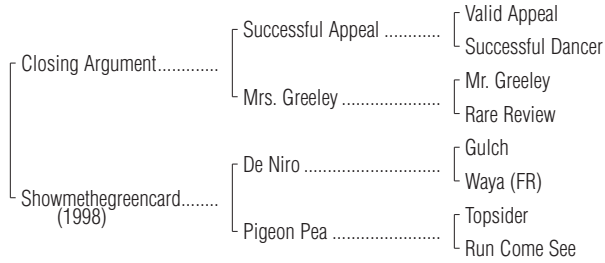 Valid Appeal
Successful Appeal ............
Successful Dancer
Closing Argument.............
Mr. Greeley
Mrs. Greeley .....................
Rare Review
Gulch
De Niro .............................
Waya (FR)
Showmethegreencard........
(1998)
Topsider
Pigeon Pea .......................
Run Come See